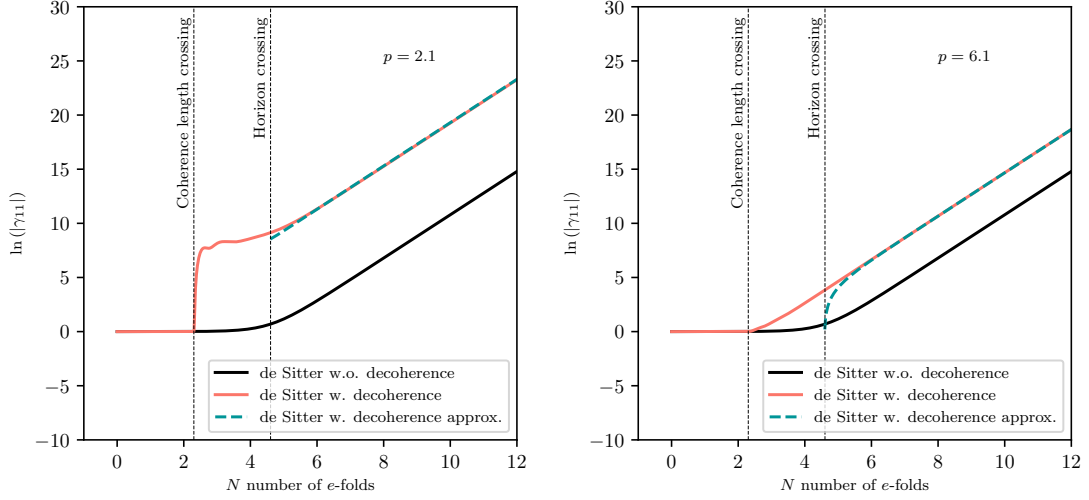 30
25
20
15
10
5
0
−5
−10
ln (|γ11|)
Coherence length crossing
Horizon crossing
p = 2.1
de Sitter w.o. decoherence
de Sitter w. decoherence
de Sitter w. decoherence approx.
0 2 4 6 8 10 12
N number of e-folds
30
25
20
15
10
5
0
−5
−10
ln (|γ11|)
Coherence length crossing
Horizon crossing
p = 6.1
de Sitter w.o. decoherence
de Sitter w. decoherence
de Sitter w. decoherence approx.
0 2 4 6 8 10 12
N number of e-folds